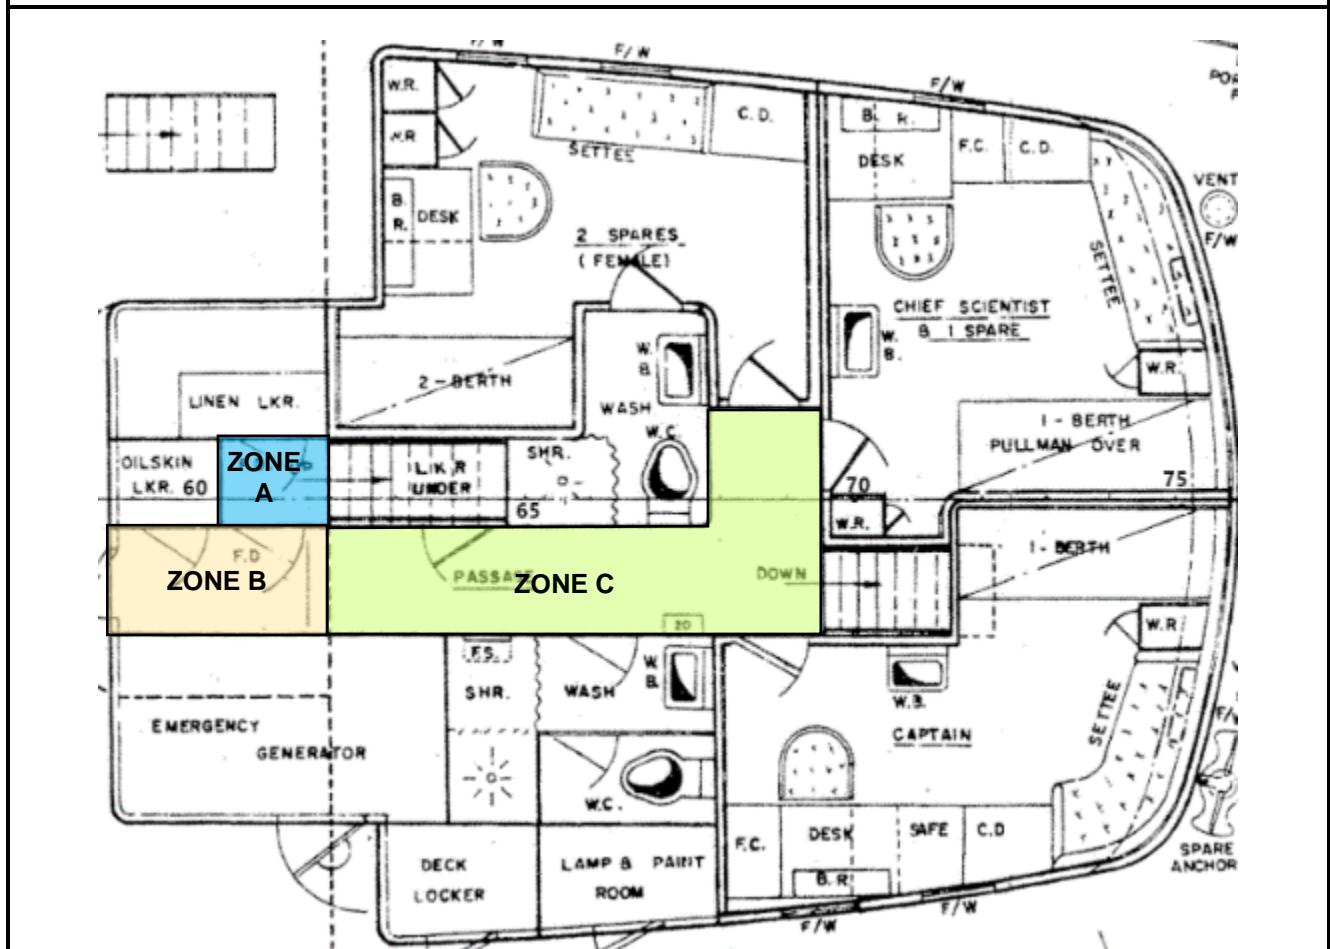 F/W
F/W
F/W
W.R.
W.R
C.D.
SETTEE
B. R.
DESK
F.C.
C.D.
VENT
F/W
B.
R.
DESK
2 SPARES
(FEMALE)
SETTEE
CHIEF SCIENTIST
& 1 SPARE
W.
B.
W.
B.
W.R.
2-BERTH
WASH
LINEN LKR.
1-BERTH
PULLMAN OVER
W.C
SHR.
OILSKIN
LKR. 60
ZONE
A
LIK R
UNDER
65
70
75
W.R.
F.D
ZONE B
PASSAGE
ZONE C
DOWN
1-BERTH
20
F.S.
W.R
SHR.
WASH
W.
B.
W.B.
SETTEE
F/W
EMERGENCY
GENERATOR
CAPTAIN
W.C.
F.C.
DESK
SAFE
C.D
B.R
SPARE
ANCHOR
DECK
LOCKER
LAMP & PAINT
ROOM
F/W
F/W